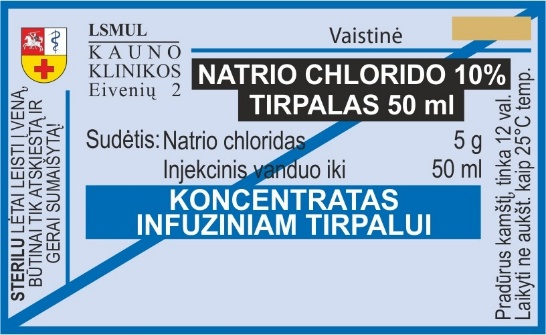 LSMUL
KAUNO
KLINIKOS
Eivenių 2
Vaistinė
NATRIO CHLORIDO 10%
TIRPALAS 50 ml
Sudėtis: Natrio chloridas 5 g
Injekcinis vanduo iki 50 ml
KONCENTRATAS
INFUZINIAM TIRPALUI
STERILU LĖTAI LEISTI Į VENĄ,
BŪTINAI TIK ATSKIESTĄ IR
GERAI SUMAIŠYTĄ!
Pradūrus kamštį, tinka 12 val.
Laikyti ne aukšt. kaip 25°C temp.